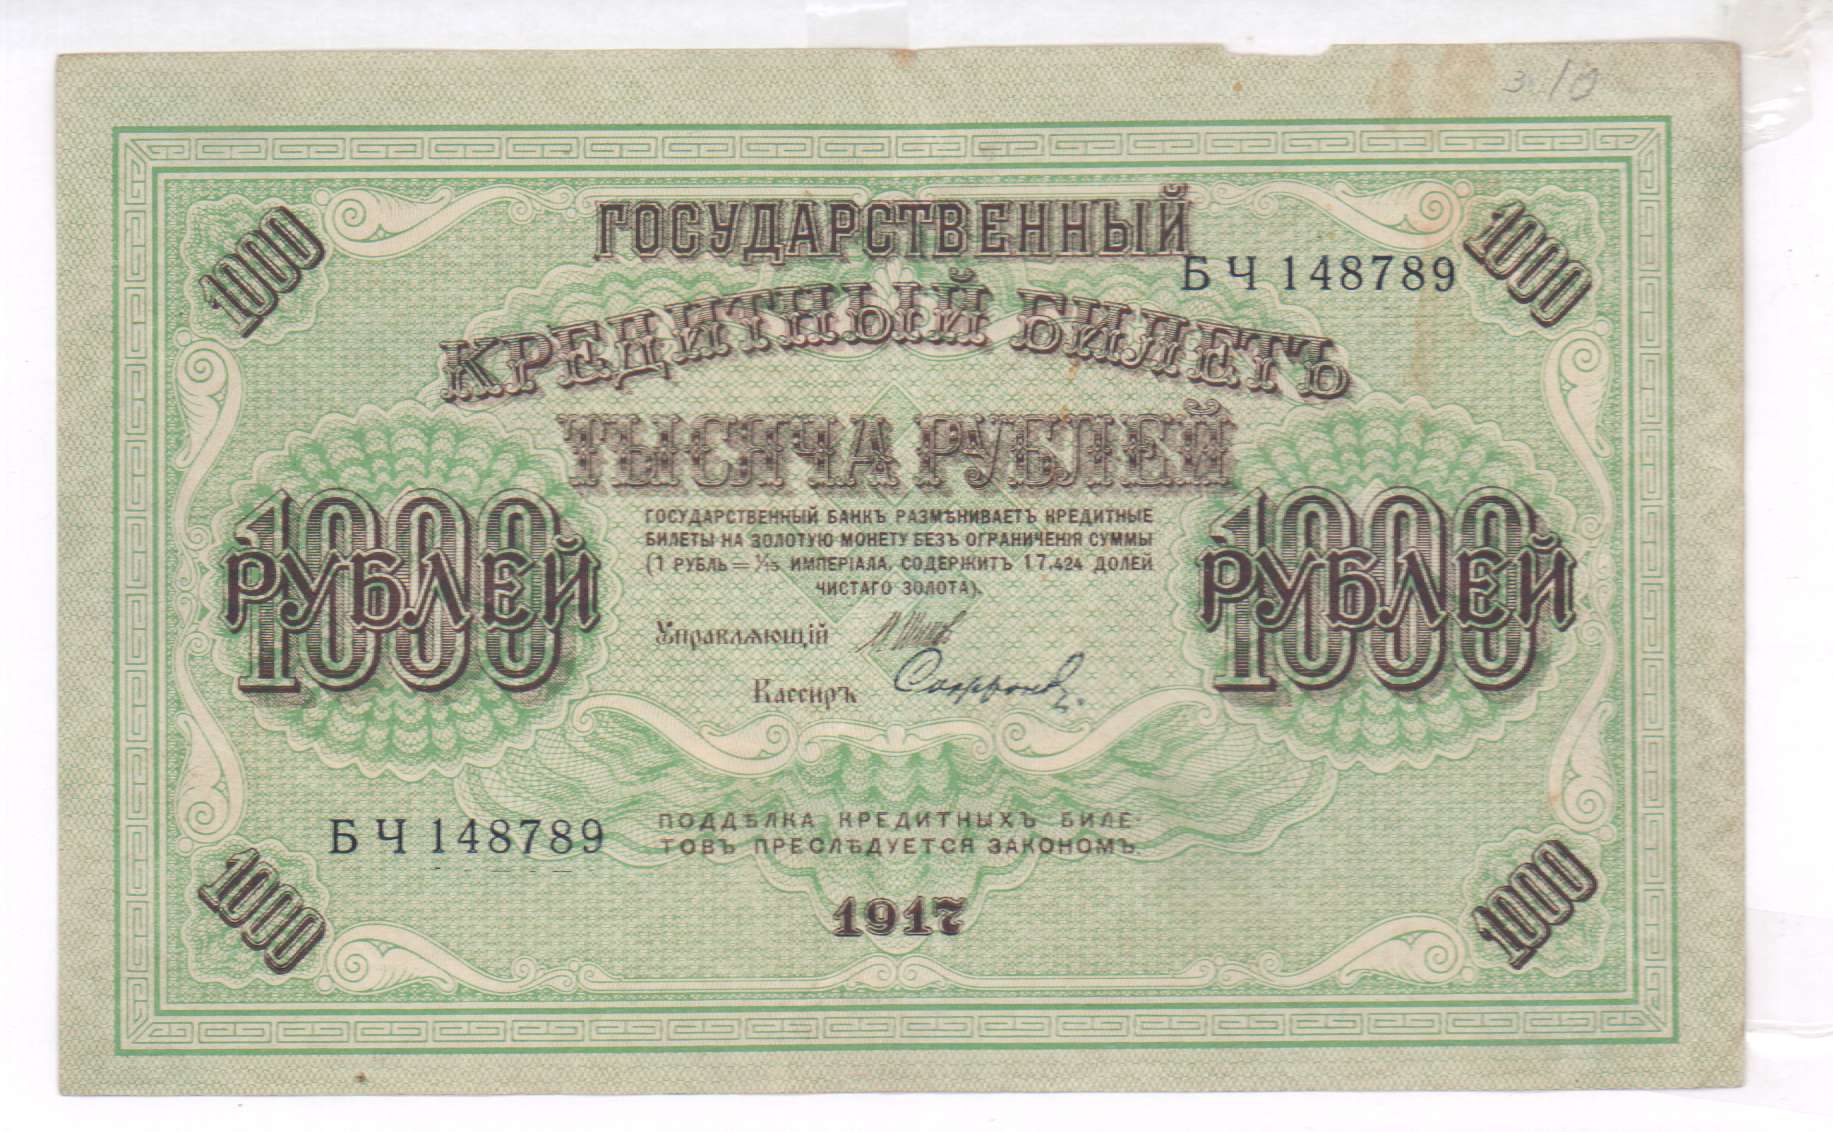 1000
1000
ГОСУДАРСТВЕННЫЙ
БЧ 148789
КРЕДИТНЫЙ БИЛЕТЪ
ТЫСЯЧА РУБЛЕЙ
1000
РУБЛЕЙ
1000
РУБЛЕЙ
ГОСУДАРСТВЕННЫЙ БАНКЪ РАЗМѢНИВАЕТЪ КРЕДИТНЫЕ
БИЛЕТЫ НА ЗОЛОТУЮ МОНЕТУ БЕЗЪ ОГРАНИЧЕНІЯ СУММЫ
(1 РУБЛЬ = 1/15 ИМПЕРІАЛА, СОДЕРЖИТЪ 17,424 ДОЛЕЙ
ЧИСТАГО ЗОЛОТА).
Управляющій
Кассиръ Софронов
БЧ 148789
ПОДДѢЛКА КРЕДИТНЫХЪ БИЛЕ-
ТОВЪ ПРЕСЛѢДУЕТСЯ ЗАКОНОМЪ.
1000
1000
1917